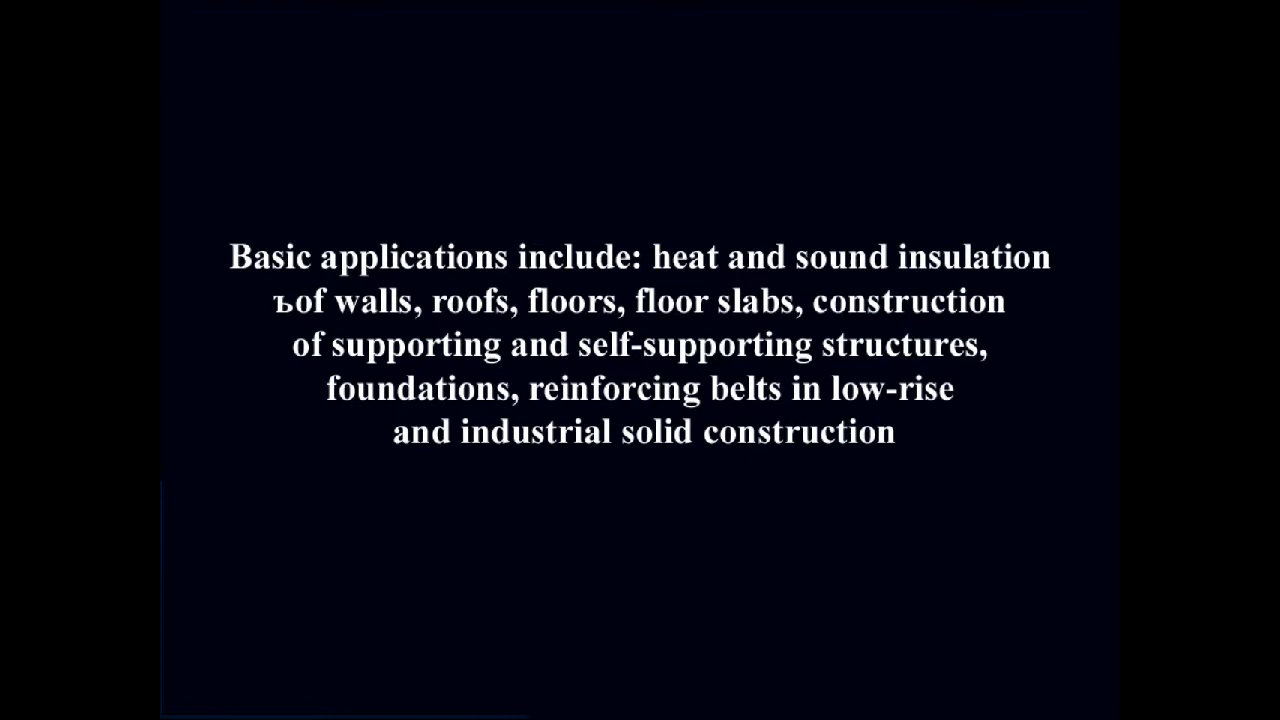 Basic applications include: heat and sound insulation
ъof walls, roofs, floors, floor slabs, construction
of supporting and self-supporting structures,
foundations, reinforcing belts in low-rise
and industrial solid construction